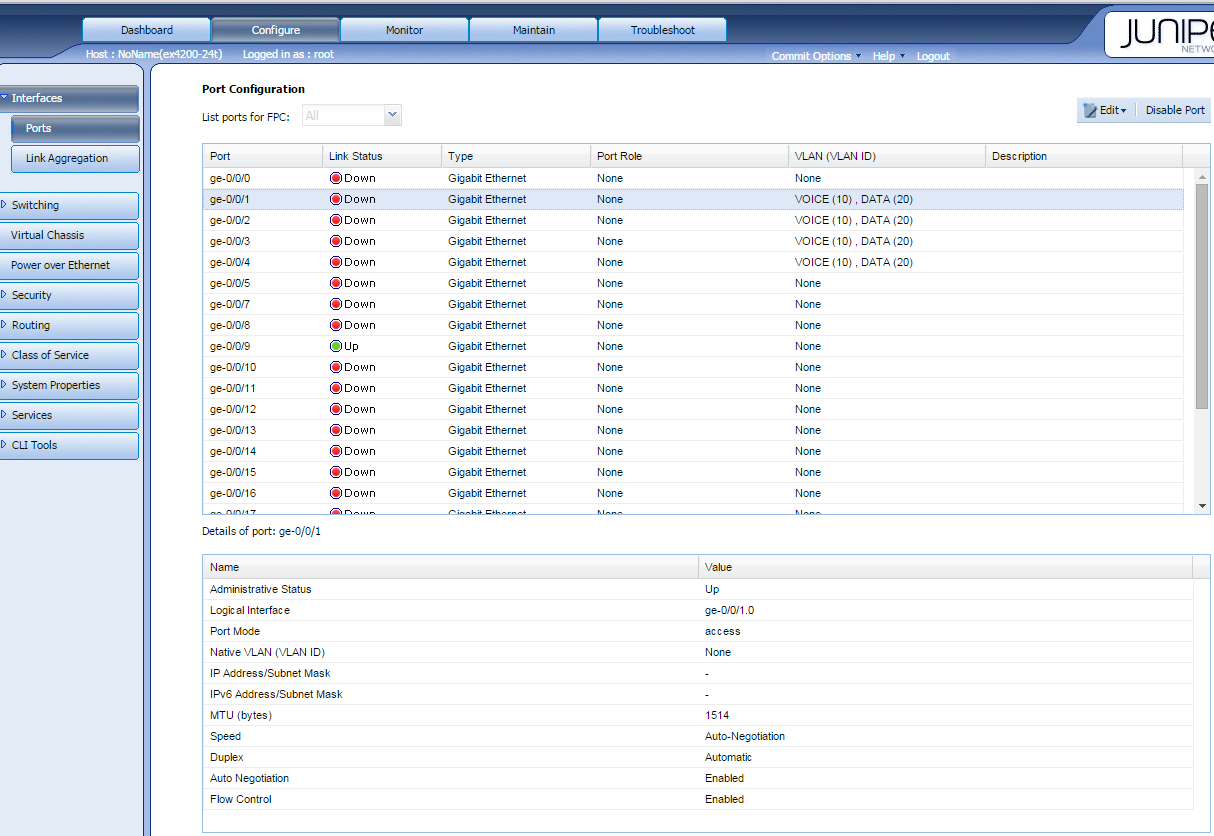 Dashboard Configure Monitor Maintain Troubleshoot
Host : NoName(ex4200-24t) Logged in as : root
Commit Options Help Logout
Interfaces
Ports
Link Aggregation
Switching
Virtual Chassis
Power over Ethernet
Security
Routing
Class of Service
System Properties
Services
CLI Tools
Port Configuration
List ports for FPC: All
Edit Disable Port
Port Link Status Type Port Role VLAN (VLAN ID) Description
ge-0/0/0 Down Gigabit Ethernet None None
ge-0/0/1 Down Gigabit Ethernet None VOICE (10) , DATA (20)
ge-0/0/2 Down Gigabit Ethernet None VOICE (10) , DATA (20)
ge-0/0/3 Down Gigabit Ethernet None VOICE (10) , DATA (20)
ge-0/0/4 Down Gigabit Ethernet None VOICE (10) , DATA (20)
ge-0/0/5 Down Gigabit Ethernet None None
ge-0/0/7 Down Gigabit Ethernet None None
ge-0/0/8 Down Gigabit Ethernet None None
ge-0/0/9 Up Gigabit Ethernet None None
ge-0/0/10 Down Gigabit Ethernet None None
ge-0/0/11 Down Gigabit Ethernet None None
ge-0/0/12 Down Gigabit Ethernet None None
ge-0/0/13 Down Gigabit Ethernet None None
ge-0/0/14 Down Gigabit Ethernet None None
ge-0/0/15 Down Gigabit Ethernet None None
ge-0/0/16 Down Gigabit Ethernet None None
ge-0/0/17 Down Gigabit Ethernet None None
Details of port: ge-0/0/1
Name Value
Administrative Status Up
Logical Interface ge-0/0/1.0
Port Mode access
Native VLAN (VLAN ID) None
IP Address/Subnet Mask -
IPv6 Address/Subnet Mask -
MTU (bytes) 1514
Speed Auto-Negotiation
Duplex Automatic
Auto Negotiation Enabled
Flow Control Enabled